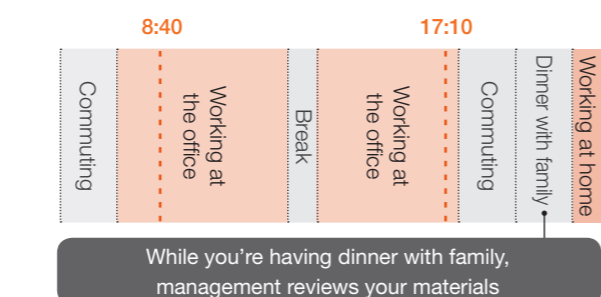 8:40
17:10
Commuting
Working at
the office
Break
Working at
the office
Commuting
Dinner with family
Working at home
While you’re having dinner with family,
management reviews your materials